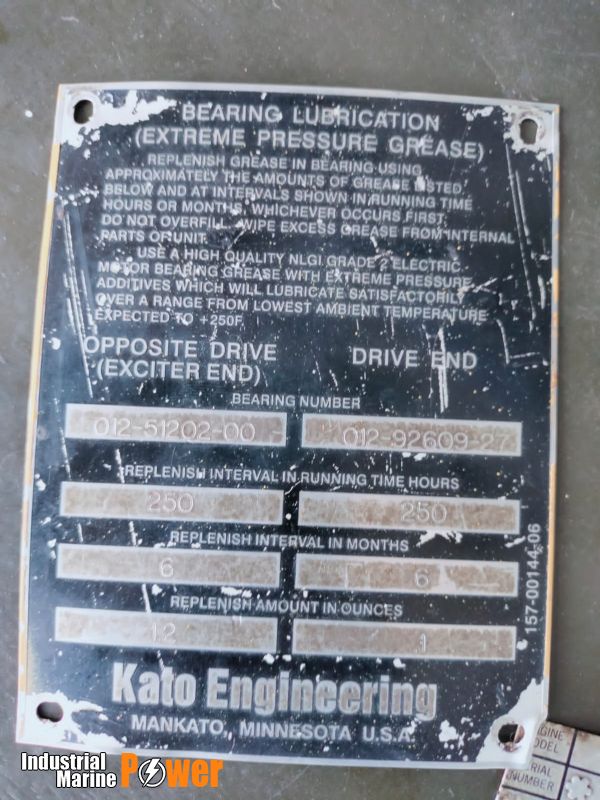 BEARING LUBRICATION
(EXTREME PRESSURE GREASE)
REPLENISH GREASE IN BEARING USING
APPROXIMATELY THE AMOUNTS OF GREASE LISTED
BELOW AND AT INTERVALS SHOWN IN RUNNING TIME
HOURS OR MONTHS, WHICHEVER OCCURS FIRST.
DO NOT OVERFILL. WIPE EXCESS GREASE FROM INTERNAL
PARTS OF UNIT.
USE A HIGH QUALITY NLGI GRADE 2 ELECTRIC
MOTOR BEARING GREASE WITH EXTREME PRESSURE
ADDITIVES WHICH WILL LUBRICATE SATISFACTORILY
OVER A RANGE FROM LOWEST AMBIENT TEMPERATURE
EXPECTED TO +250F.
OPPOSITE DRIVE DRIVE END
(EXCITER END)
BEARING NUMBER
012-51202-00 012-92609-27
REPLENISH INTERVAL IN RUNNING TIME HOURS
250 250
REPLENISH INTERVAL IN MONTHS
6 6
REPLENISH AMOUNT IN OUNCES
1.2 1
157-00144-06
Kato Engineering
MANKATO, MINNESOTA U.S.A.
MODEL
NUMBER
Industrial
Marine Power